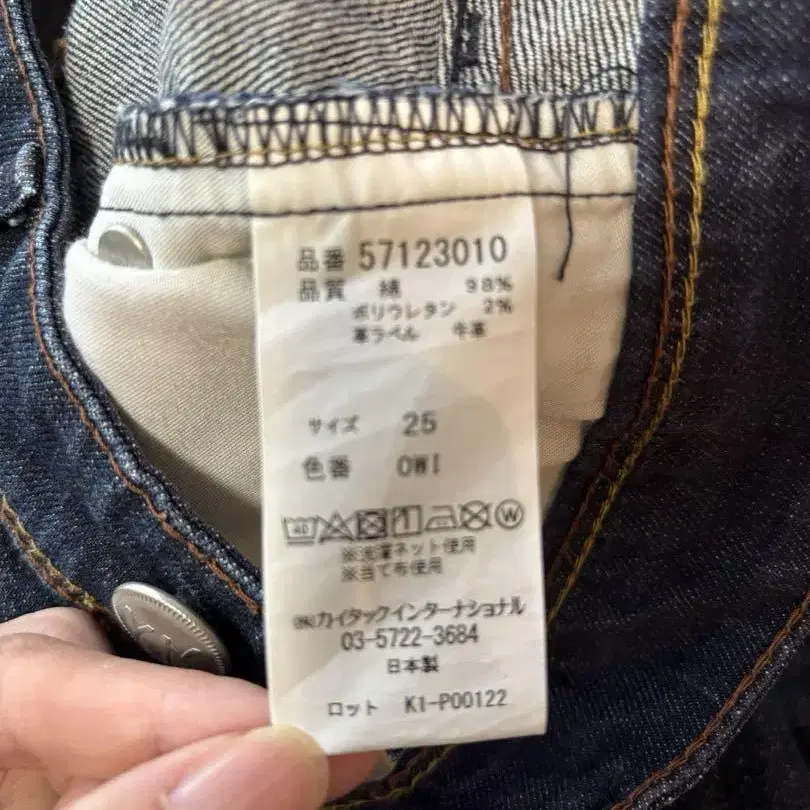 品番 57123010
品質 綿 98%
ポリウレタン 2%
革ラベル 牛革
サイズ 25
色番 OWI
40
W
※洗濯ネット使用
※当て布使用
㈱カイタックインターナショナル
03-5722-3684
日本製
ロット KI-P00122